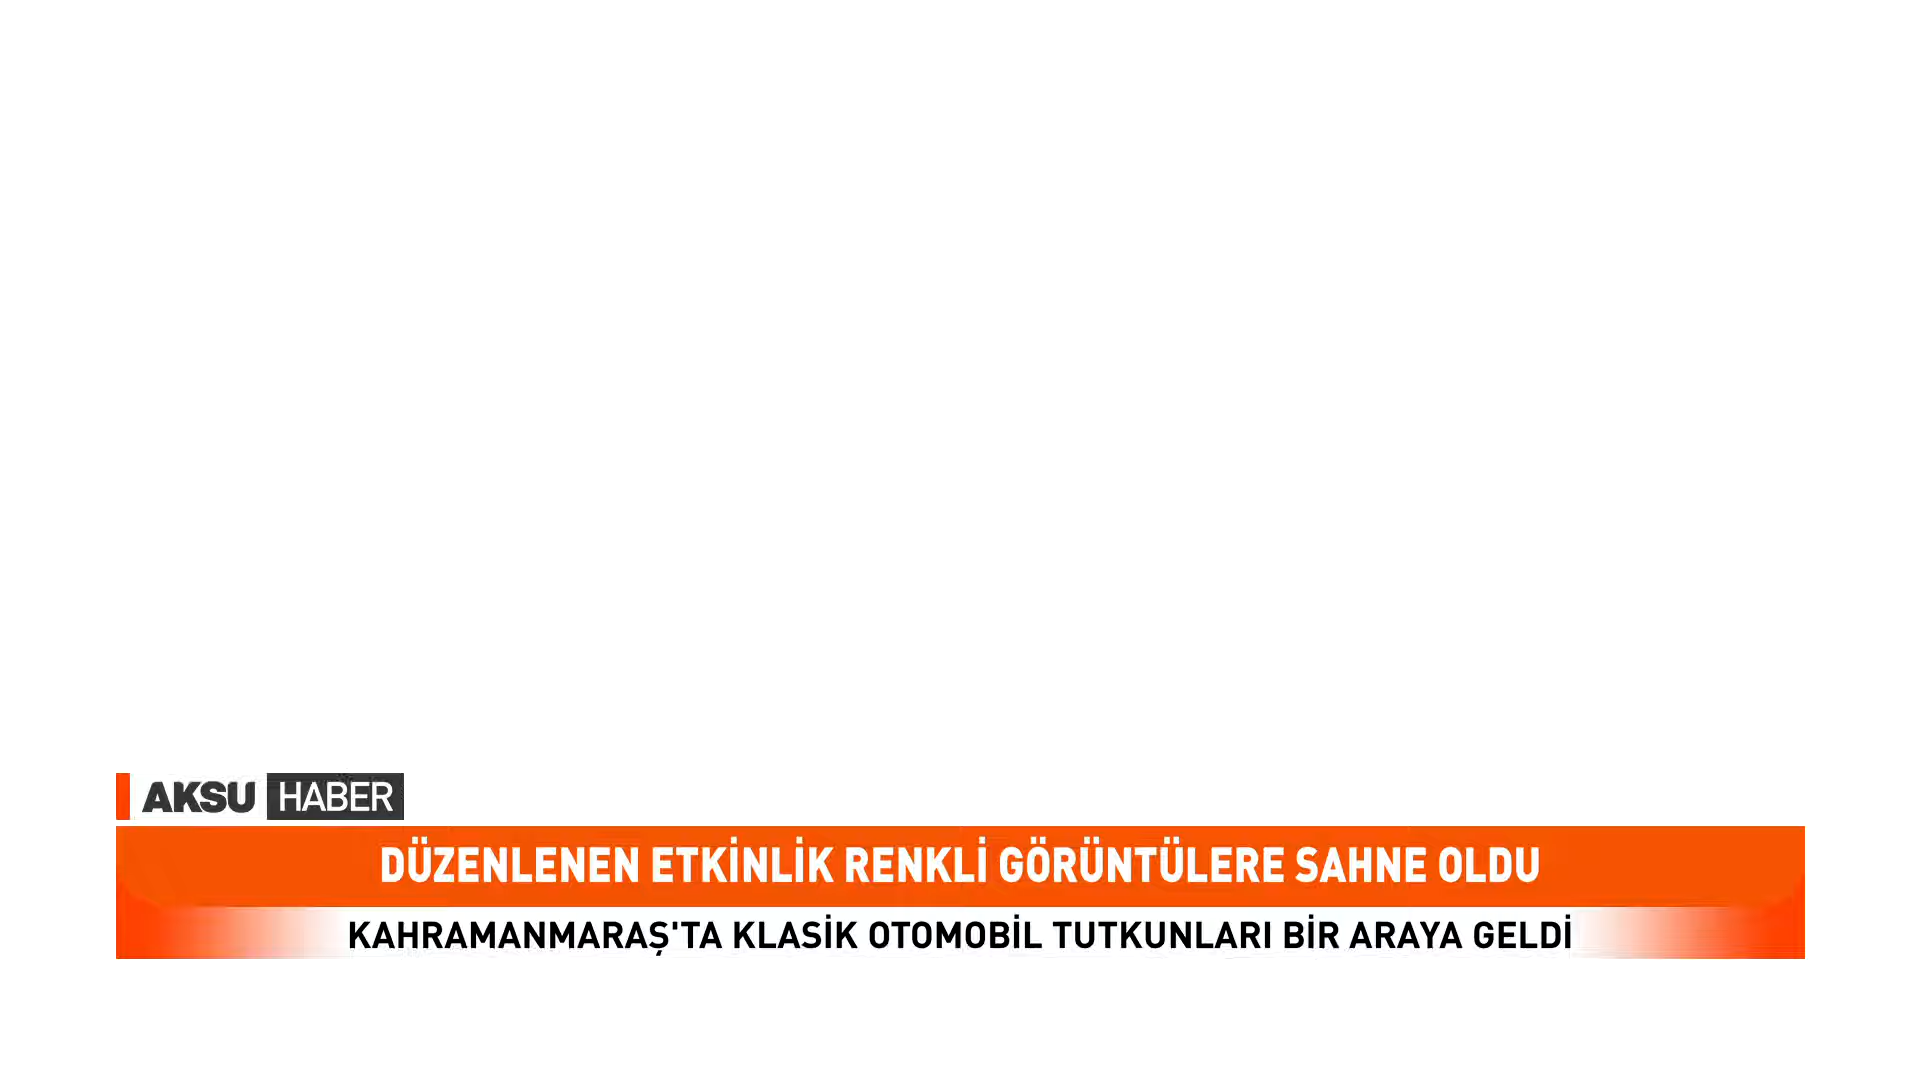 AKSU HABER
DÜZENLENEN ETKİNLİK RENKLİ GÖRÜNTÜLERE SAHNE OLDU
KAHRAMANMARAŞ'TA KLASİK OTOMOBİL TUTKUNLARI BİR ARAYA GELDİ